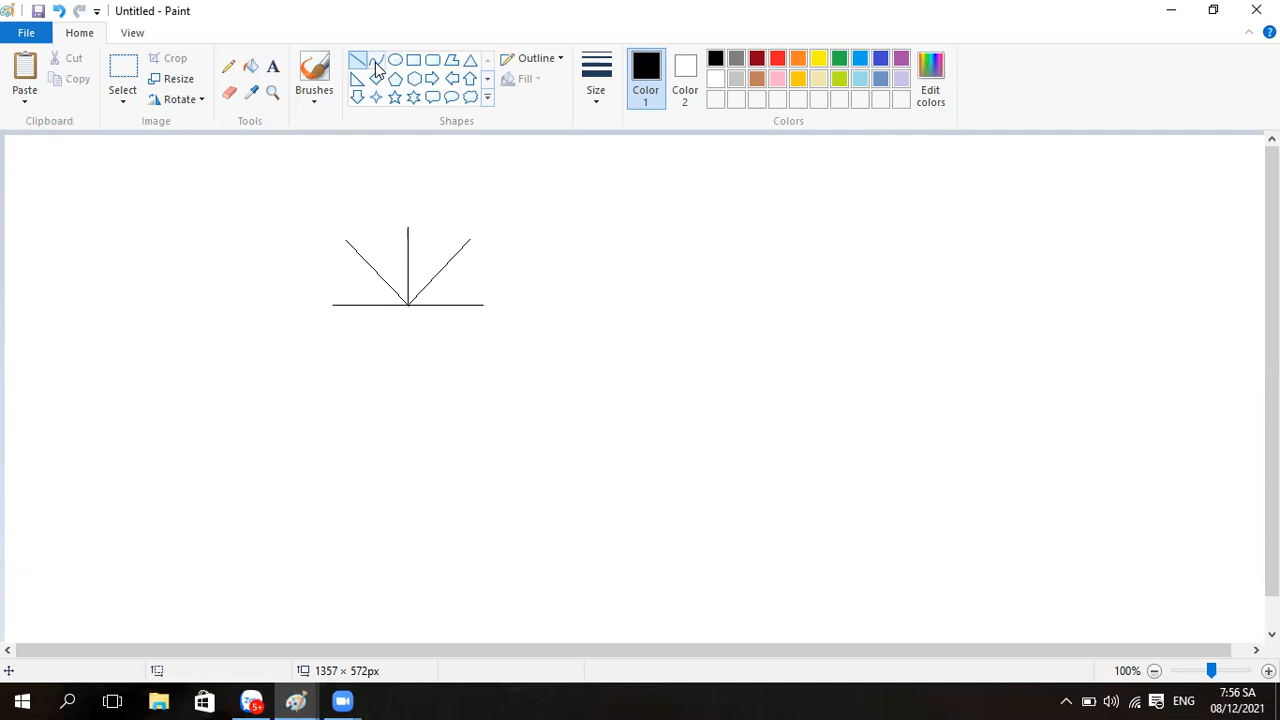 Untitled - Paint
File
Home
View
Paste
Cut
Copy
Clipboard
Select
Crop
Resize
Rotate
Image
A
Tools
Brushes
Outline
Fill
Shapes
Size
Color
1
Color
2
Edit
colors
Colors
1357 × 572px
100%
5+
ENG
7:56 SA
08/12/2021